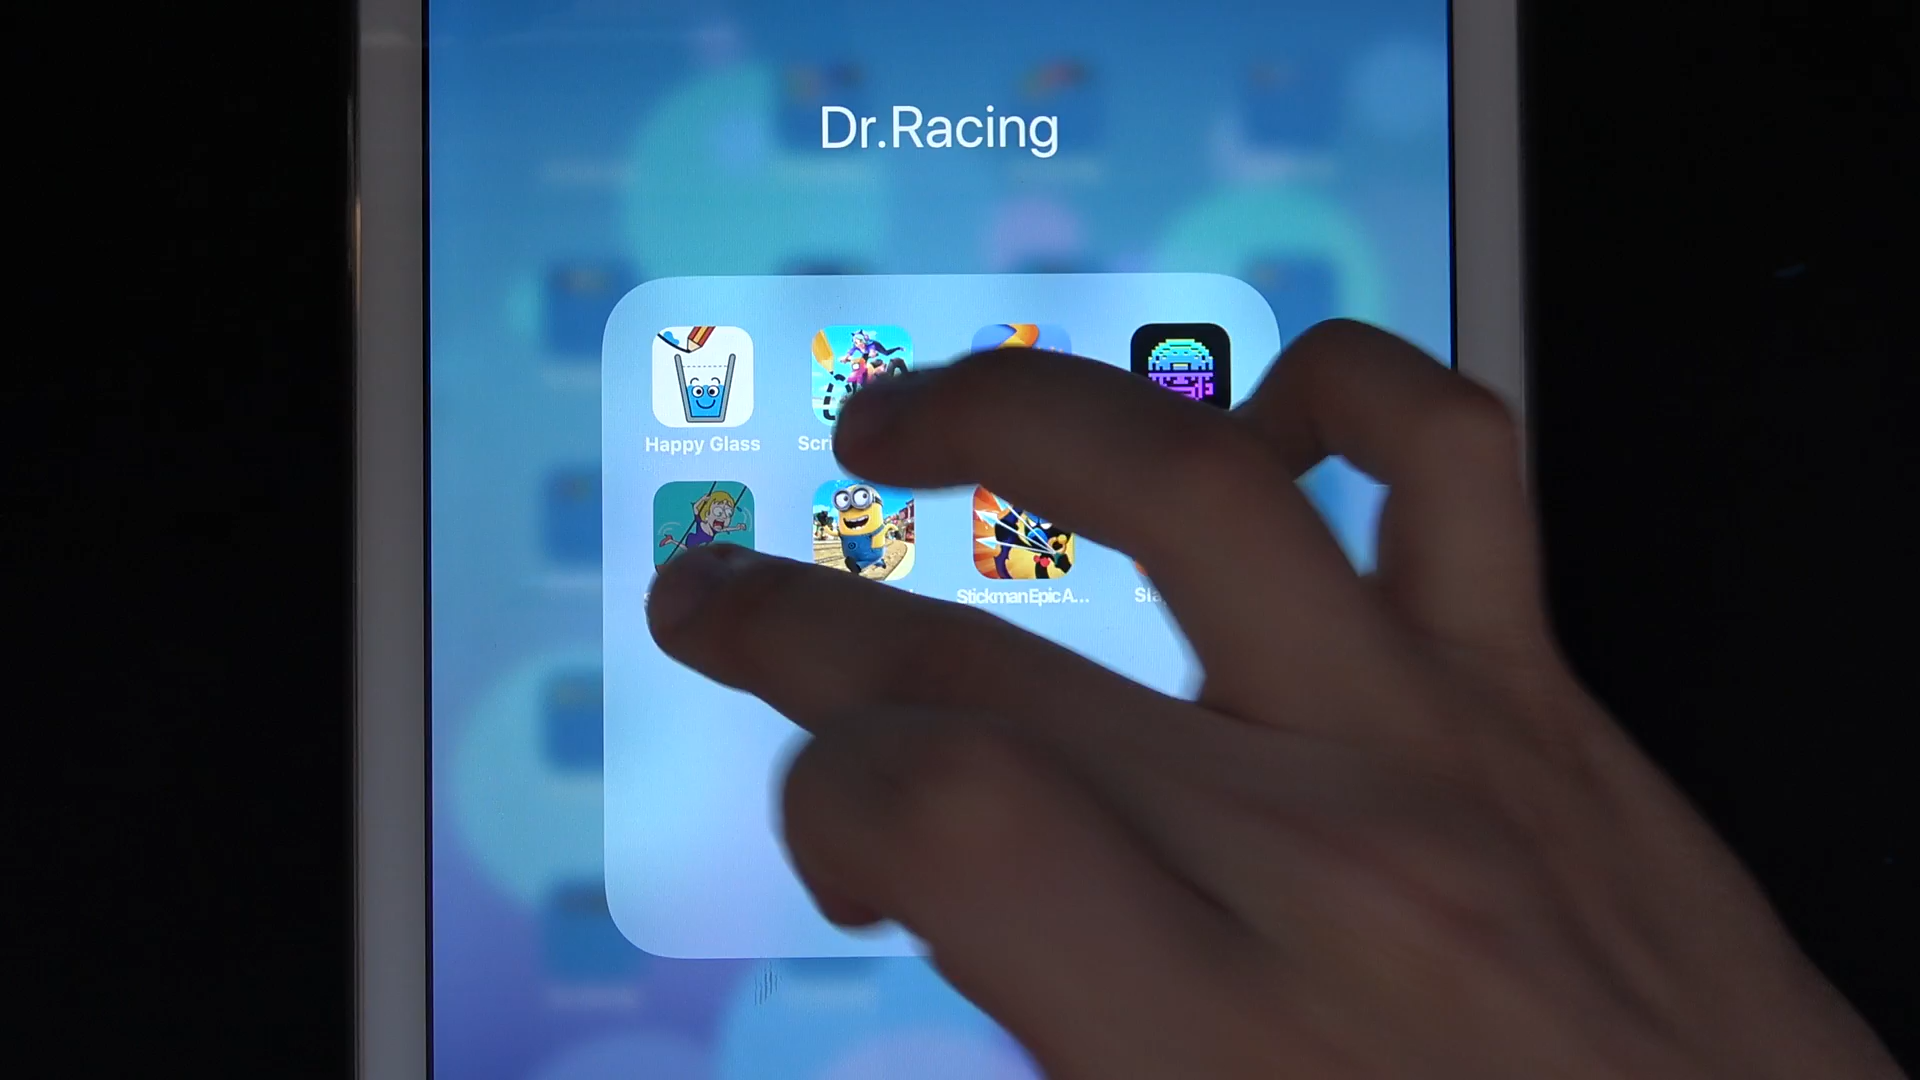 Dr.Racing
Happy Glass
Scri
Stickman Epic A...
Sla